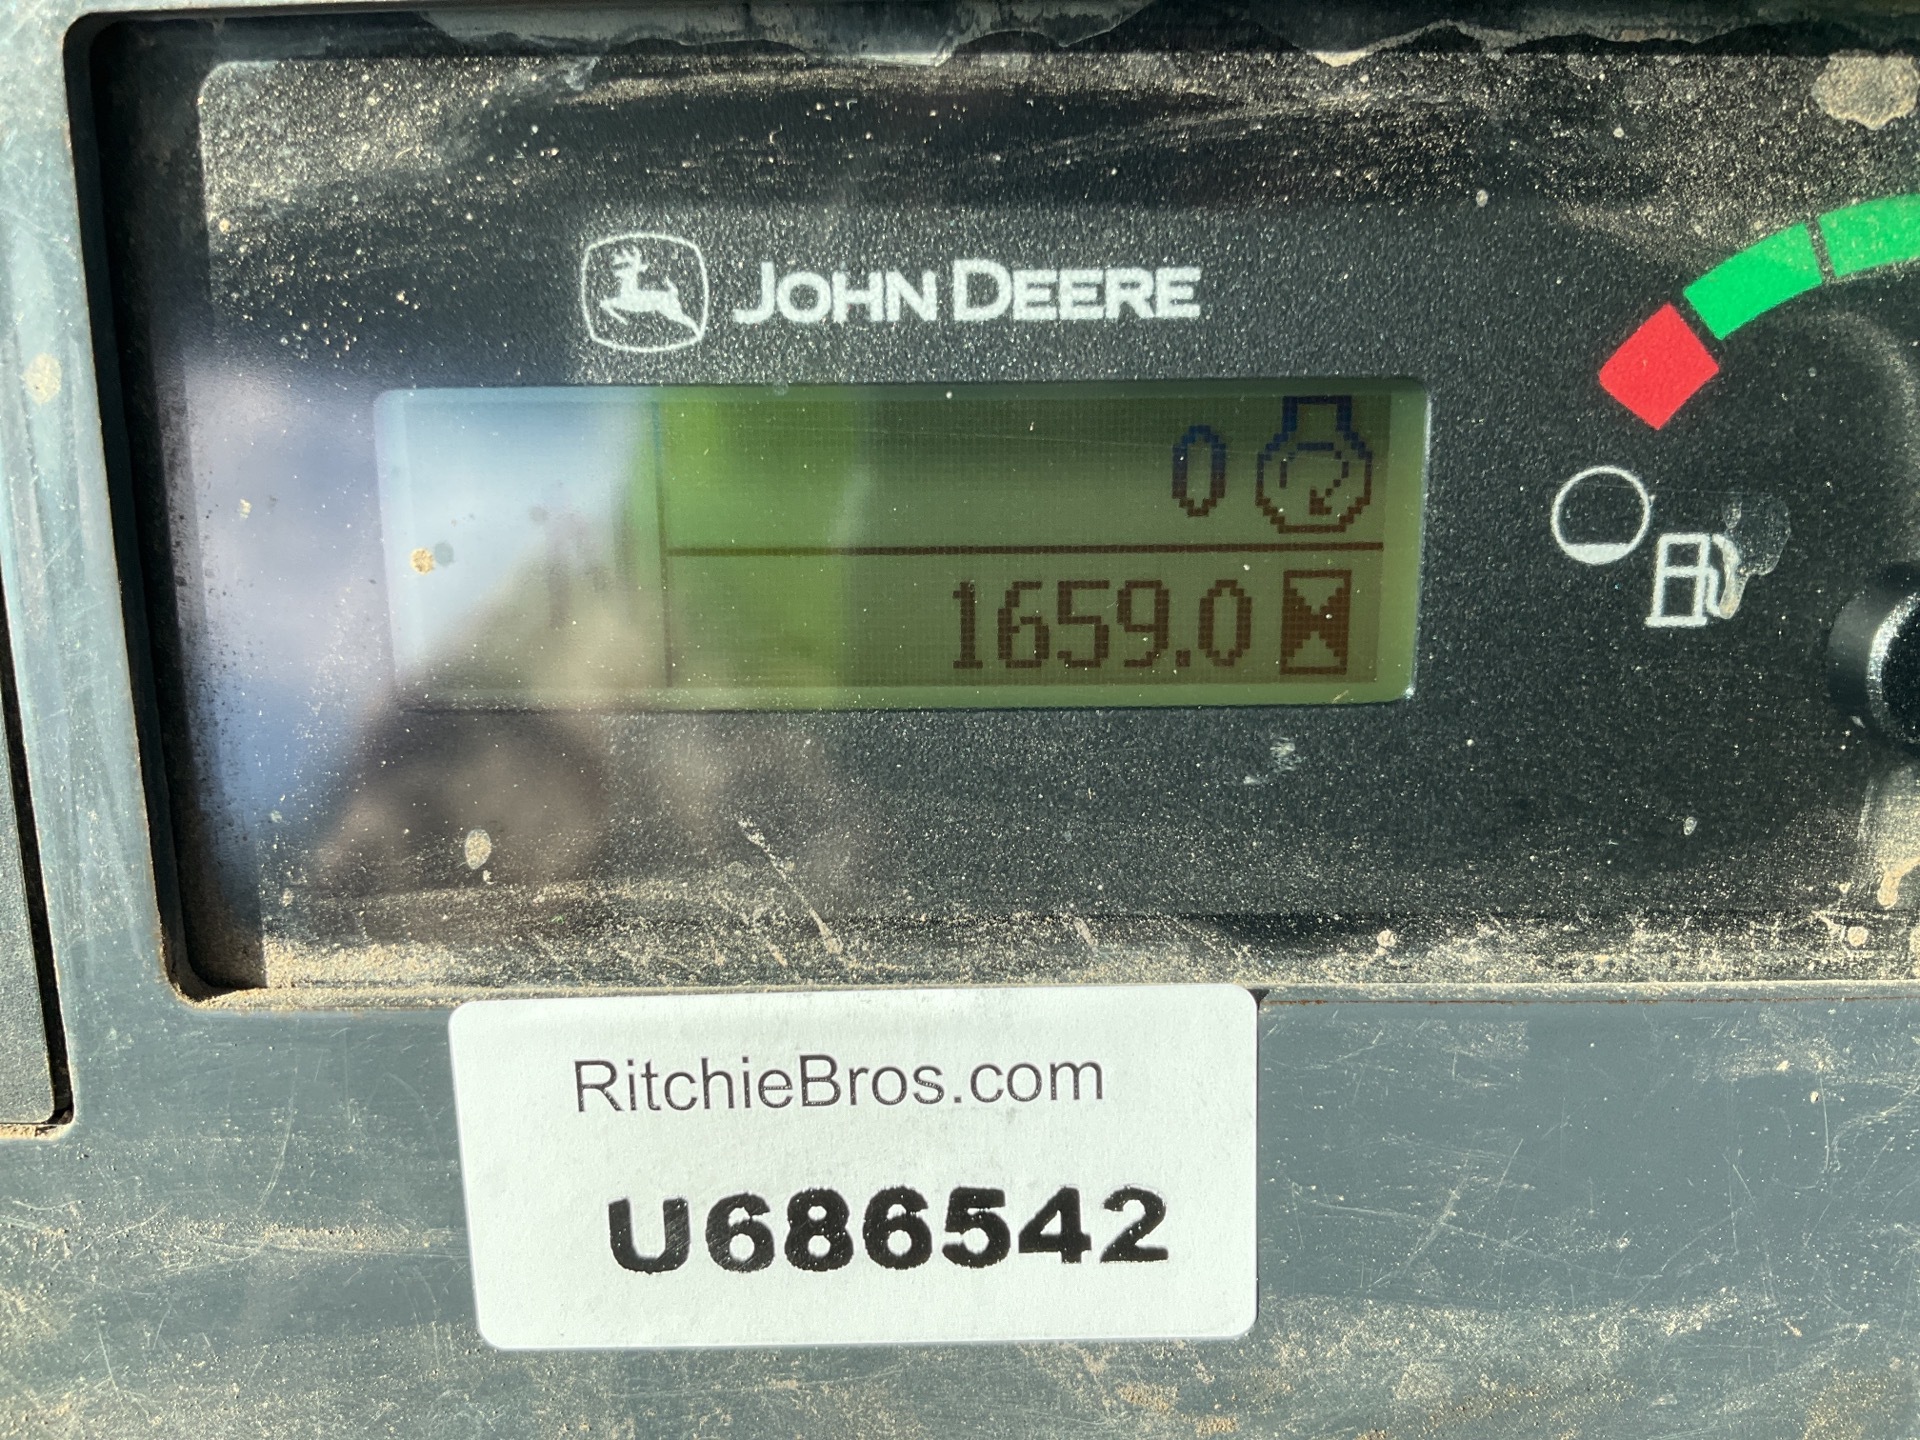 JOHN DEERE
0
1659.0
RitchieBros.com
U686542